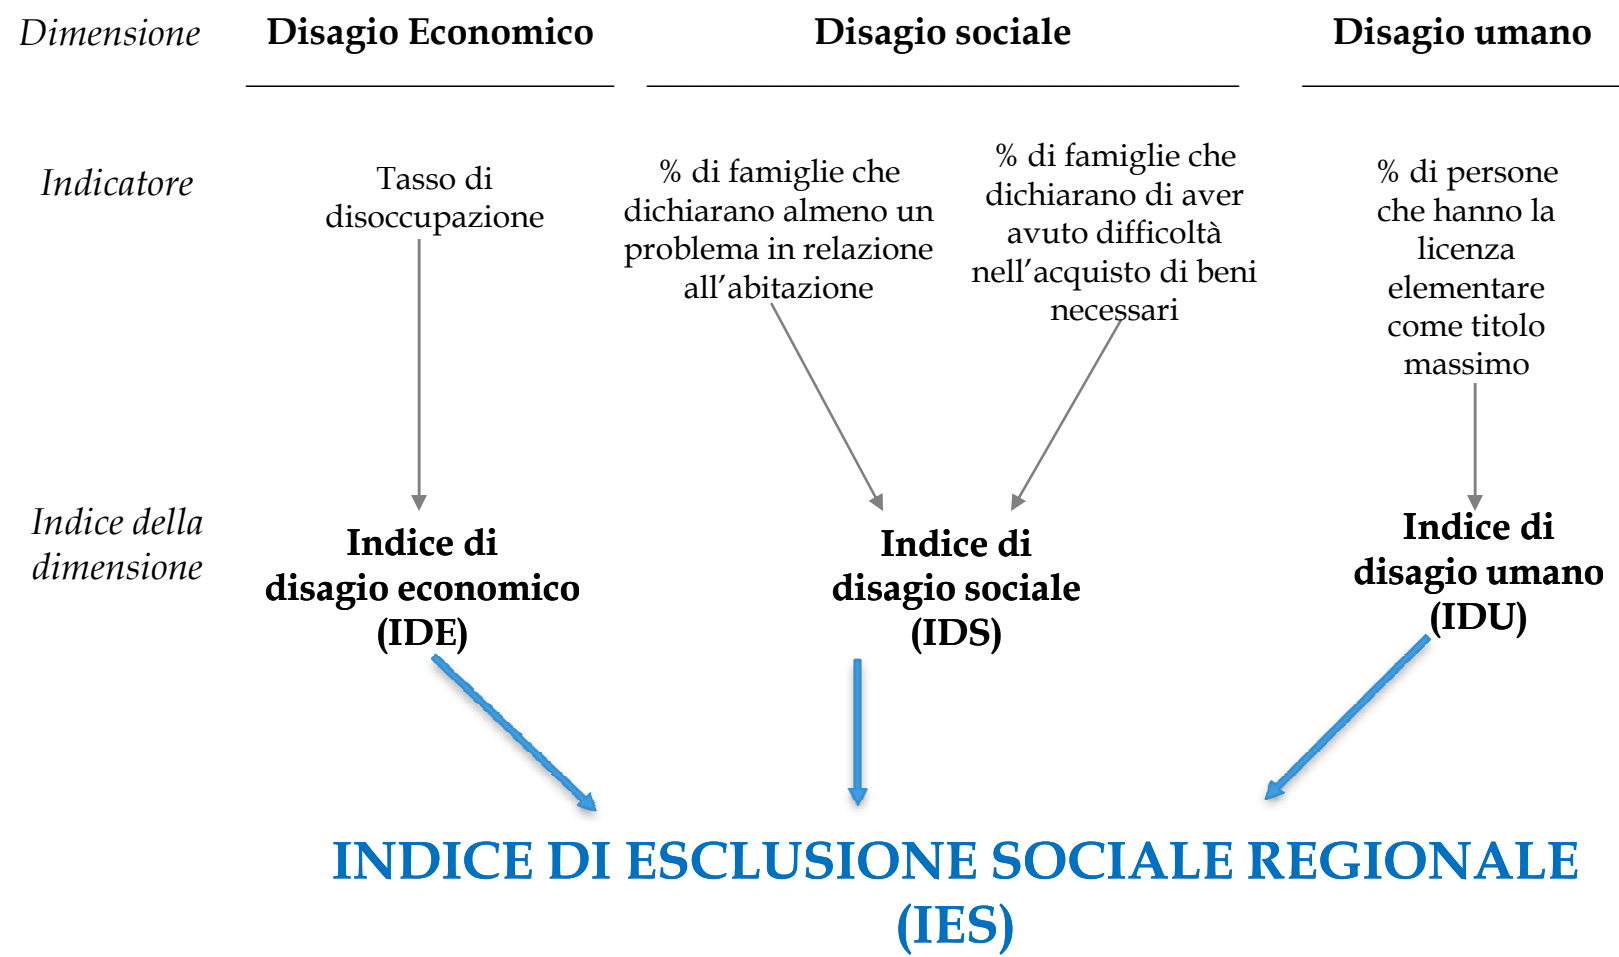 Dimensione
Disagio Economico
Disagio sociale
Disagio umano
Indicatore
Tasso di
disoccupazione
% di famiglie che
dichiarano almeno un
problema in relazione
all’abitazione
% di famiglie che
dichiarano di aver
avuto difficoltà
nell’acquisto di beni
necessari
% di persone
che hanno la
licenza
elementare
come titolo
massimo
Indice della
dimensione
Indice di
disagio economico
(IDE)
Indice di
disagio sociale
(IDS)
Indice di
disagio umano
(IDU)
INDICE DI ESCLUSIONE SOCIALE REGIONALE
(IES)